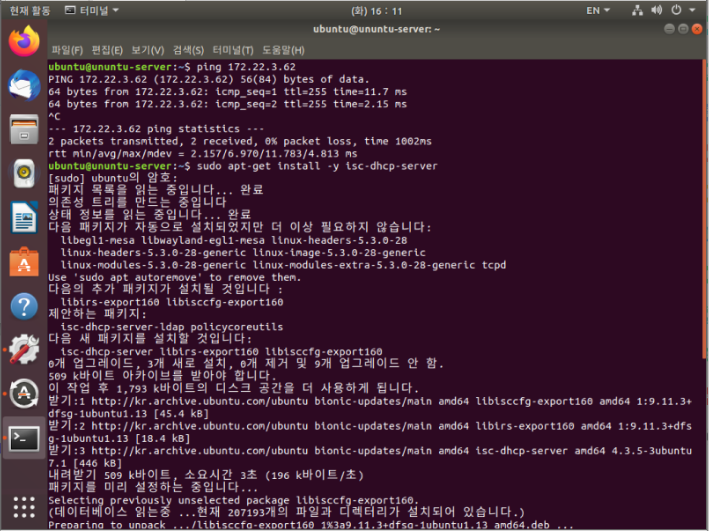 현재 활동 터미널 ▾ (화) 16 : 11 EN ▾
ubuntu@ununtu-server: ~
파일(F) 편집(E) 보기(V) 검색(S) 터미널(T) 도움말(H)
ubuntu@ununtu-server:~$ ping 172.22.3.62
PING 172.22.3.62 (172.22.3.62) 56(84) bytes of data.
64 bytes from 172.22.3.62: icmp_seq=1 ttl=255 time=11.7 ms
64 bytes from 172.22.3.62: icmp_seq=2 ttl=255 time=2.15 ms
^C
--- 172.22.3.62 ping statistics ---
2 packets transmitted, 2 received, 0% packet loss, time 1002ms
rtt min/avg/max/mdev = 2.157/6.970/11.783/4.813 ms
ubuntu@ununtu-server:~$ sudo apt-get install -y isc-dhcp-server
[sudo] ubuntu의 암호:
패키지 목록을 읽는 중입니다... 완료
의존성 트리를 만드는 중입니다
상태 정보를 읽는 중입니다... 완료
다음 패키지가 자동으로 설치되었지만 더 이상 필요하지 않습니다:
libegl1-mesa libwayland-egl1-mesa linux-headers-5.3.0-28
linux-headers-5.3.0-28-generic linux-image-5.3.0-28-generic
linux-modules-5.3.0-28-generic linux-modules-extra-5.3.0-28-generic tcpd
Use 'sudo apt autoremove' to remove them.
다음의 추가 패키지가 설치될 것입니다 :
libirs-export160 libisccfg-export160
제안하는 패키지:
isc-dhcp-server-ldap policycoreutils
다음 새 패키지를 설치할 것입니다:
isc-dhcp-server libirs-export160 libisccfg-export160
0개 업그레이드, 3개 새로 설치, 0개 제거 및 9개 업그레이드 안 함.
509 k바이트 아카이브를 받아야 합니다.
이 작업 후 1,793 k바이트의 디스크 공간을 더 사용하게 됩니다.
받기:1 http://kr.archive.ubuntu.com/ubuntu bionic-updates/main amd64 libisccfg-export160 amd64 1:9.11.3+
dfsg-1ubuntu1.13 [45.4 kB]
받기:2 http://kr.archive.ubuntu.com/ubuntu bionic-updates/main amd64 libirs-export160 amd64 1:9.11.3+dfs
g-1ubuntu1.13 [18.4 kB]
받기:3 http://kr.archive.ubuntu.com/ubuntu bionic-updates/main amd64 isc-dhcp-server amd64 4.3.5-3ubuntu
7.1 [446 kB]
내려받기 509 k바이트, 소요시간 3초 (196 k바이트/초)
패키지를 미리 설정하는 중입니다...
Selecting previously unselected package libisccfg-export160.
(데이터베이스 읽는중 ...현재 207193개의 파일과 디렉터리가 설치되어 있습니다.)
Preparing to unpack .../libisccfg-export160_1%3a9.11.3+dfsg-1ubuntu1.13_amd64.deb ...